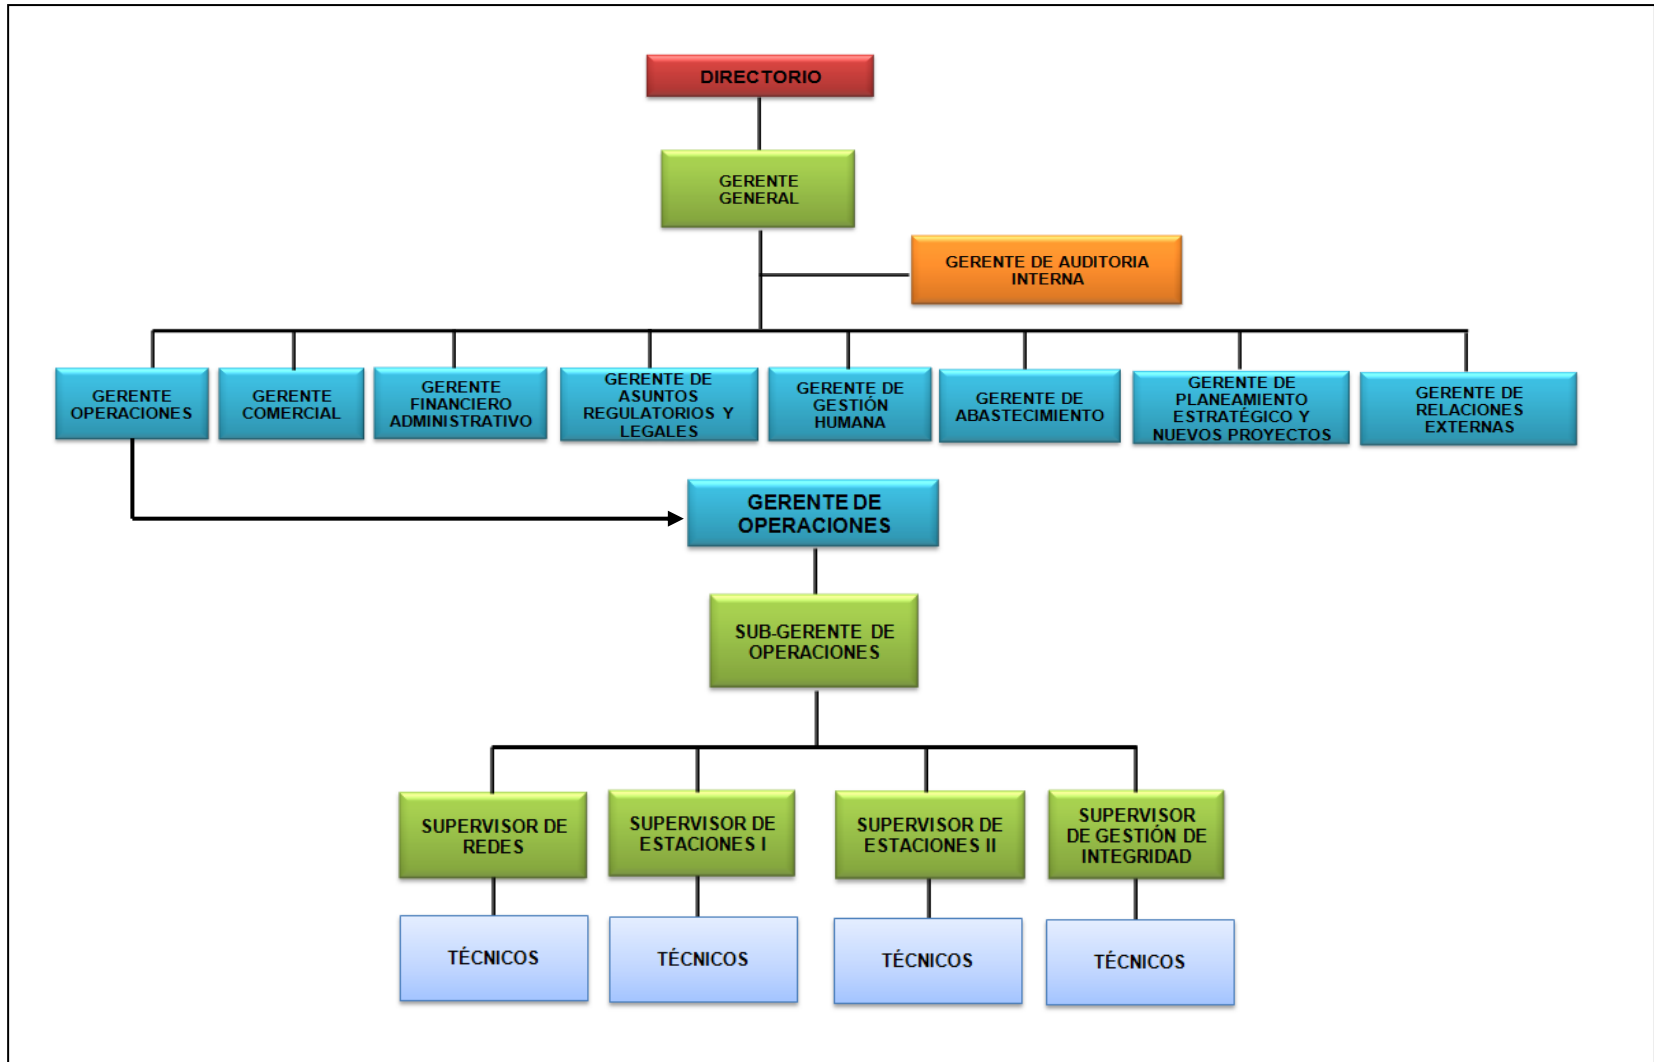 DIRECTORIO
GERENTE
GENERAL
GERENTE DE AUDITORIA
INTERNA
GERENTE
OPERACIONES
GERENTE
COMERCIAL
GERENTE
FINANCIERO
ADMINISTRATIVO
GERENTE DE
ASUNTOS
REGULATORIOS Y
LEGALES
GERENTE DE
GESTIÓN
HUMANA
GERENTE DE
ABASTECIMIENTO
GERENTE DE
PLANEAMIENTO
ESTRATÉGICO Y
NUEVOS PROYECTOS
GERENTE DE
RELACIONES
EXTERNAS
GERENTE DE
OPERACIONES
SUB-GERENTE DE
OPERACIONES
SUPERVISOR DE
REDES
SUPERVISOR DE
ESTACIONES I
SUPERVISOR DE
ESTACIONES II
SUPERVISOR
DE GESTIÓN DE
INTEGRIDAD
TÉCNICOS
TÉCNICOS
TÉCNICOS
TÉCNICOS